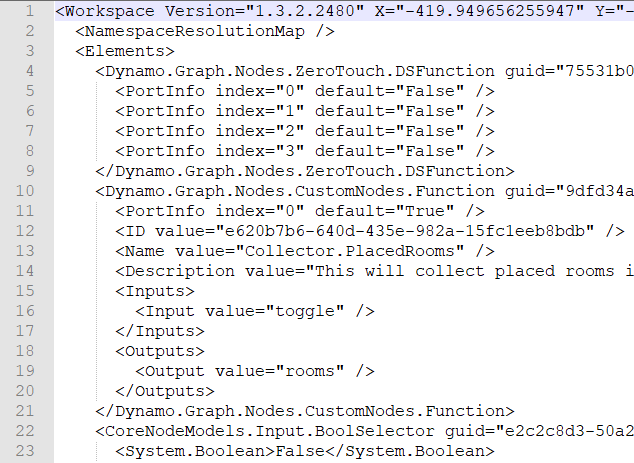 1 <Workspace Version="1.3.2.2480" X="-419.949656255947" Y="-
2 <NamespaceResolutionMap />
3 <Elements>
4 <Dynamo.Graph.Nodes.ZeroTouch.DSFunction guid="75531b0
5 <PortInfo index="0" default="False" />
6 <PortInfo index="1" default="False" />
7 <PortInfo index="2" default="False" />
8 <PortInfo index="3" default="False" />
9 </Dynamo.Graph.Nodes.ZeroTouch.DSFunction>
10 <Dynamo.Graph.Nodes.CustomNodes.Function guid="9dfd34a
11 <PortInfo index="0" default="True" />
12 <ID value="e620b7b6-640d-435e-982a-15fc1eeb8bdb" />
13 <Name value="Collector.PlacedRooms" />
14 <Description value="This will collect placed rooms i
15 <Inputs>
16 <Input value="toggle" />
17 </Inputs>
18 <Outputs>
19 <Output value="rooms" />
20 </Outputs>
21 </Dynamo.Graph.Nodes.CustomNodes.Function>
22 <CoreNodeModels.Input.BoolSelector guid="e2c2c8d3-50a2
23 <System.Boolean>False</System.Boolean>